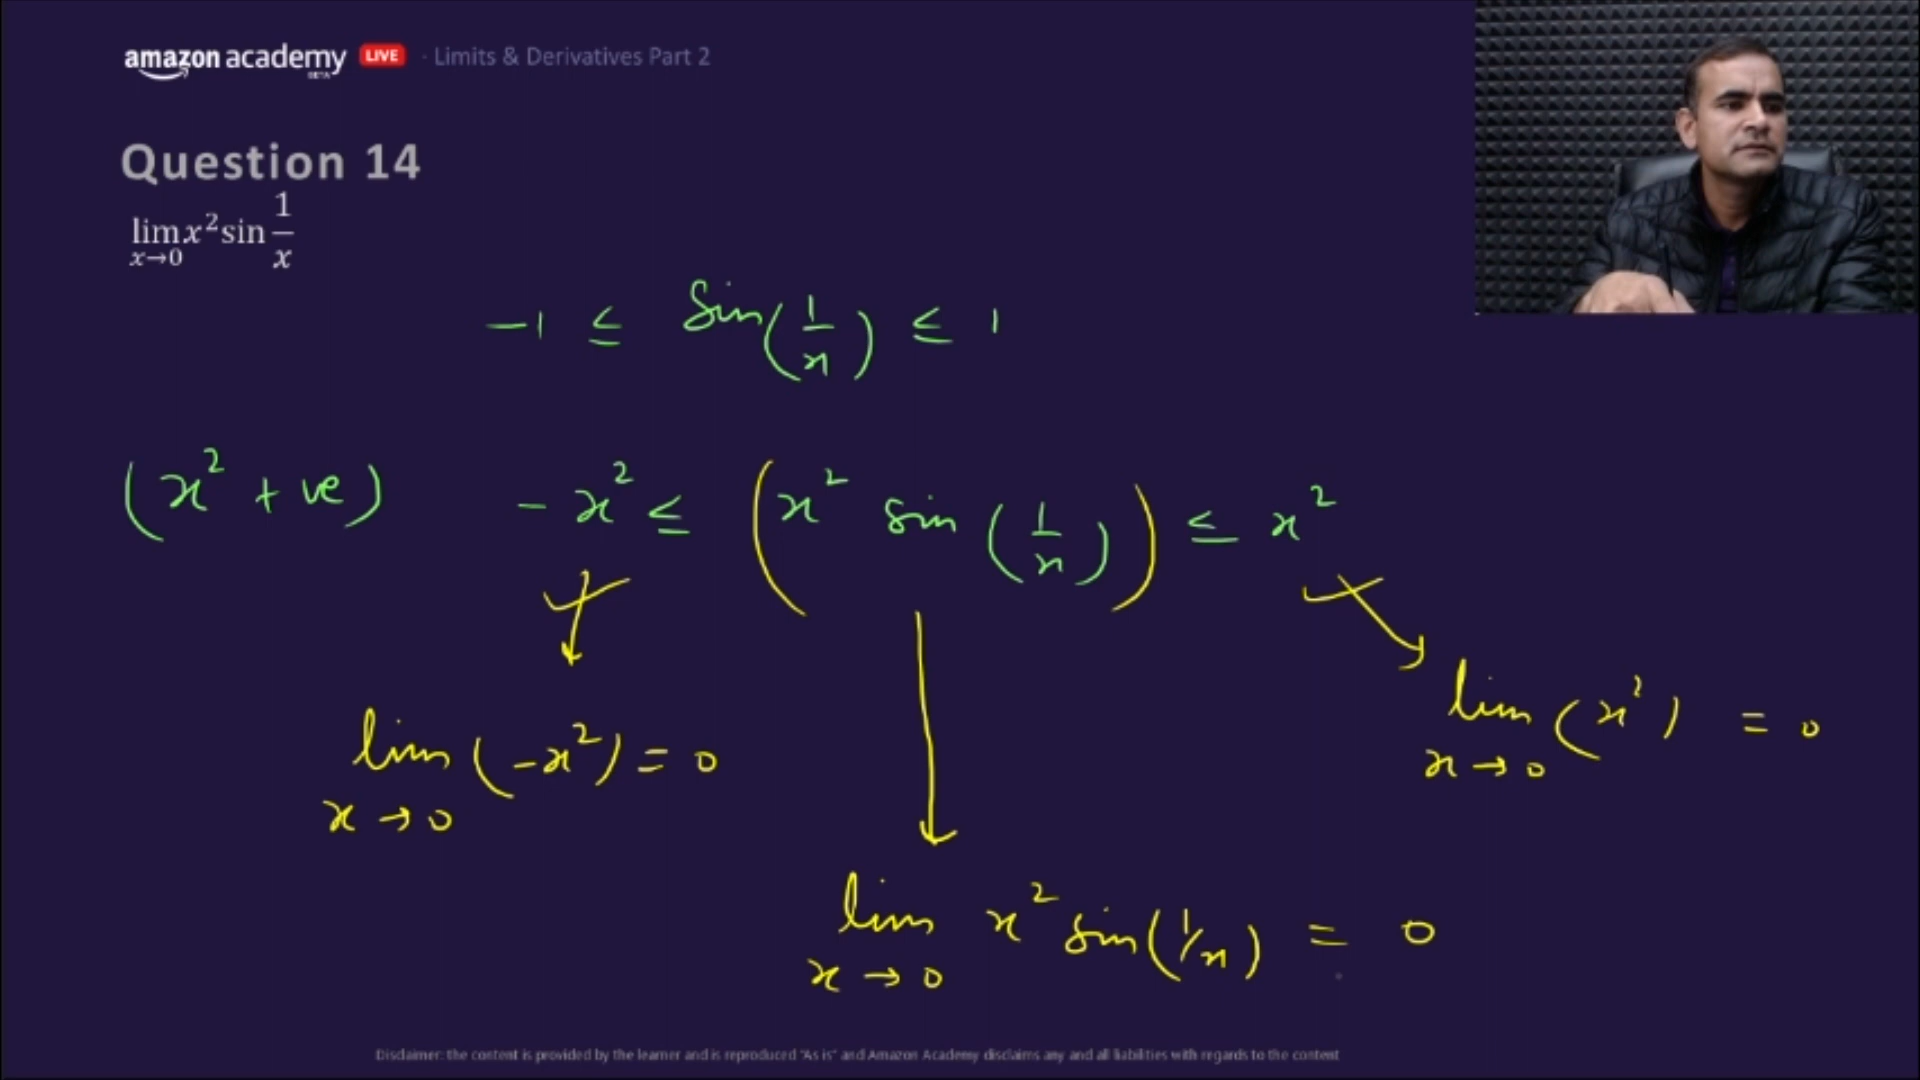 amazon academy BETA LIVE · Limits & Derivatives Part 2
Question 14
lim x→0 x² sin 1/x
-1 ≤ Sin(1/x) ≤ 1
(x² +ve) -x² ≤ (x² sin(1/x)) ≤ x²
lim x→0 (-x²) = 0
lim x→0 (x²) = 0
lim x→0 x² sin(1/x) = 0
Disclaimer: the content is provided by the learner and is reproduced "As is" and Amazon Academy disclaims any and all liabilities with regards to the content